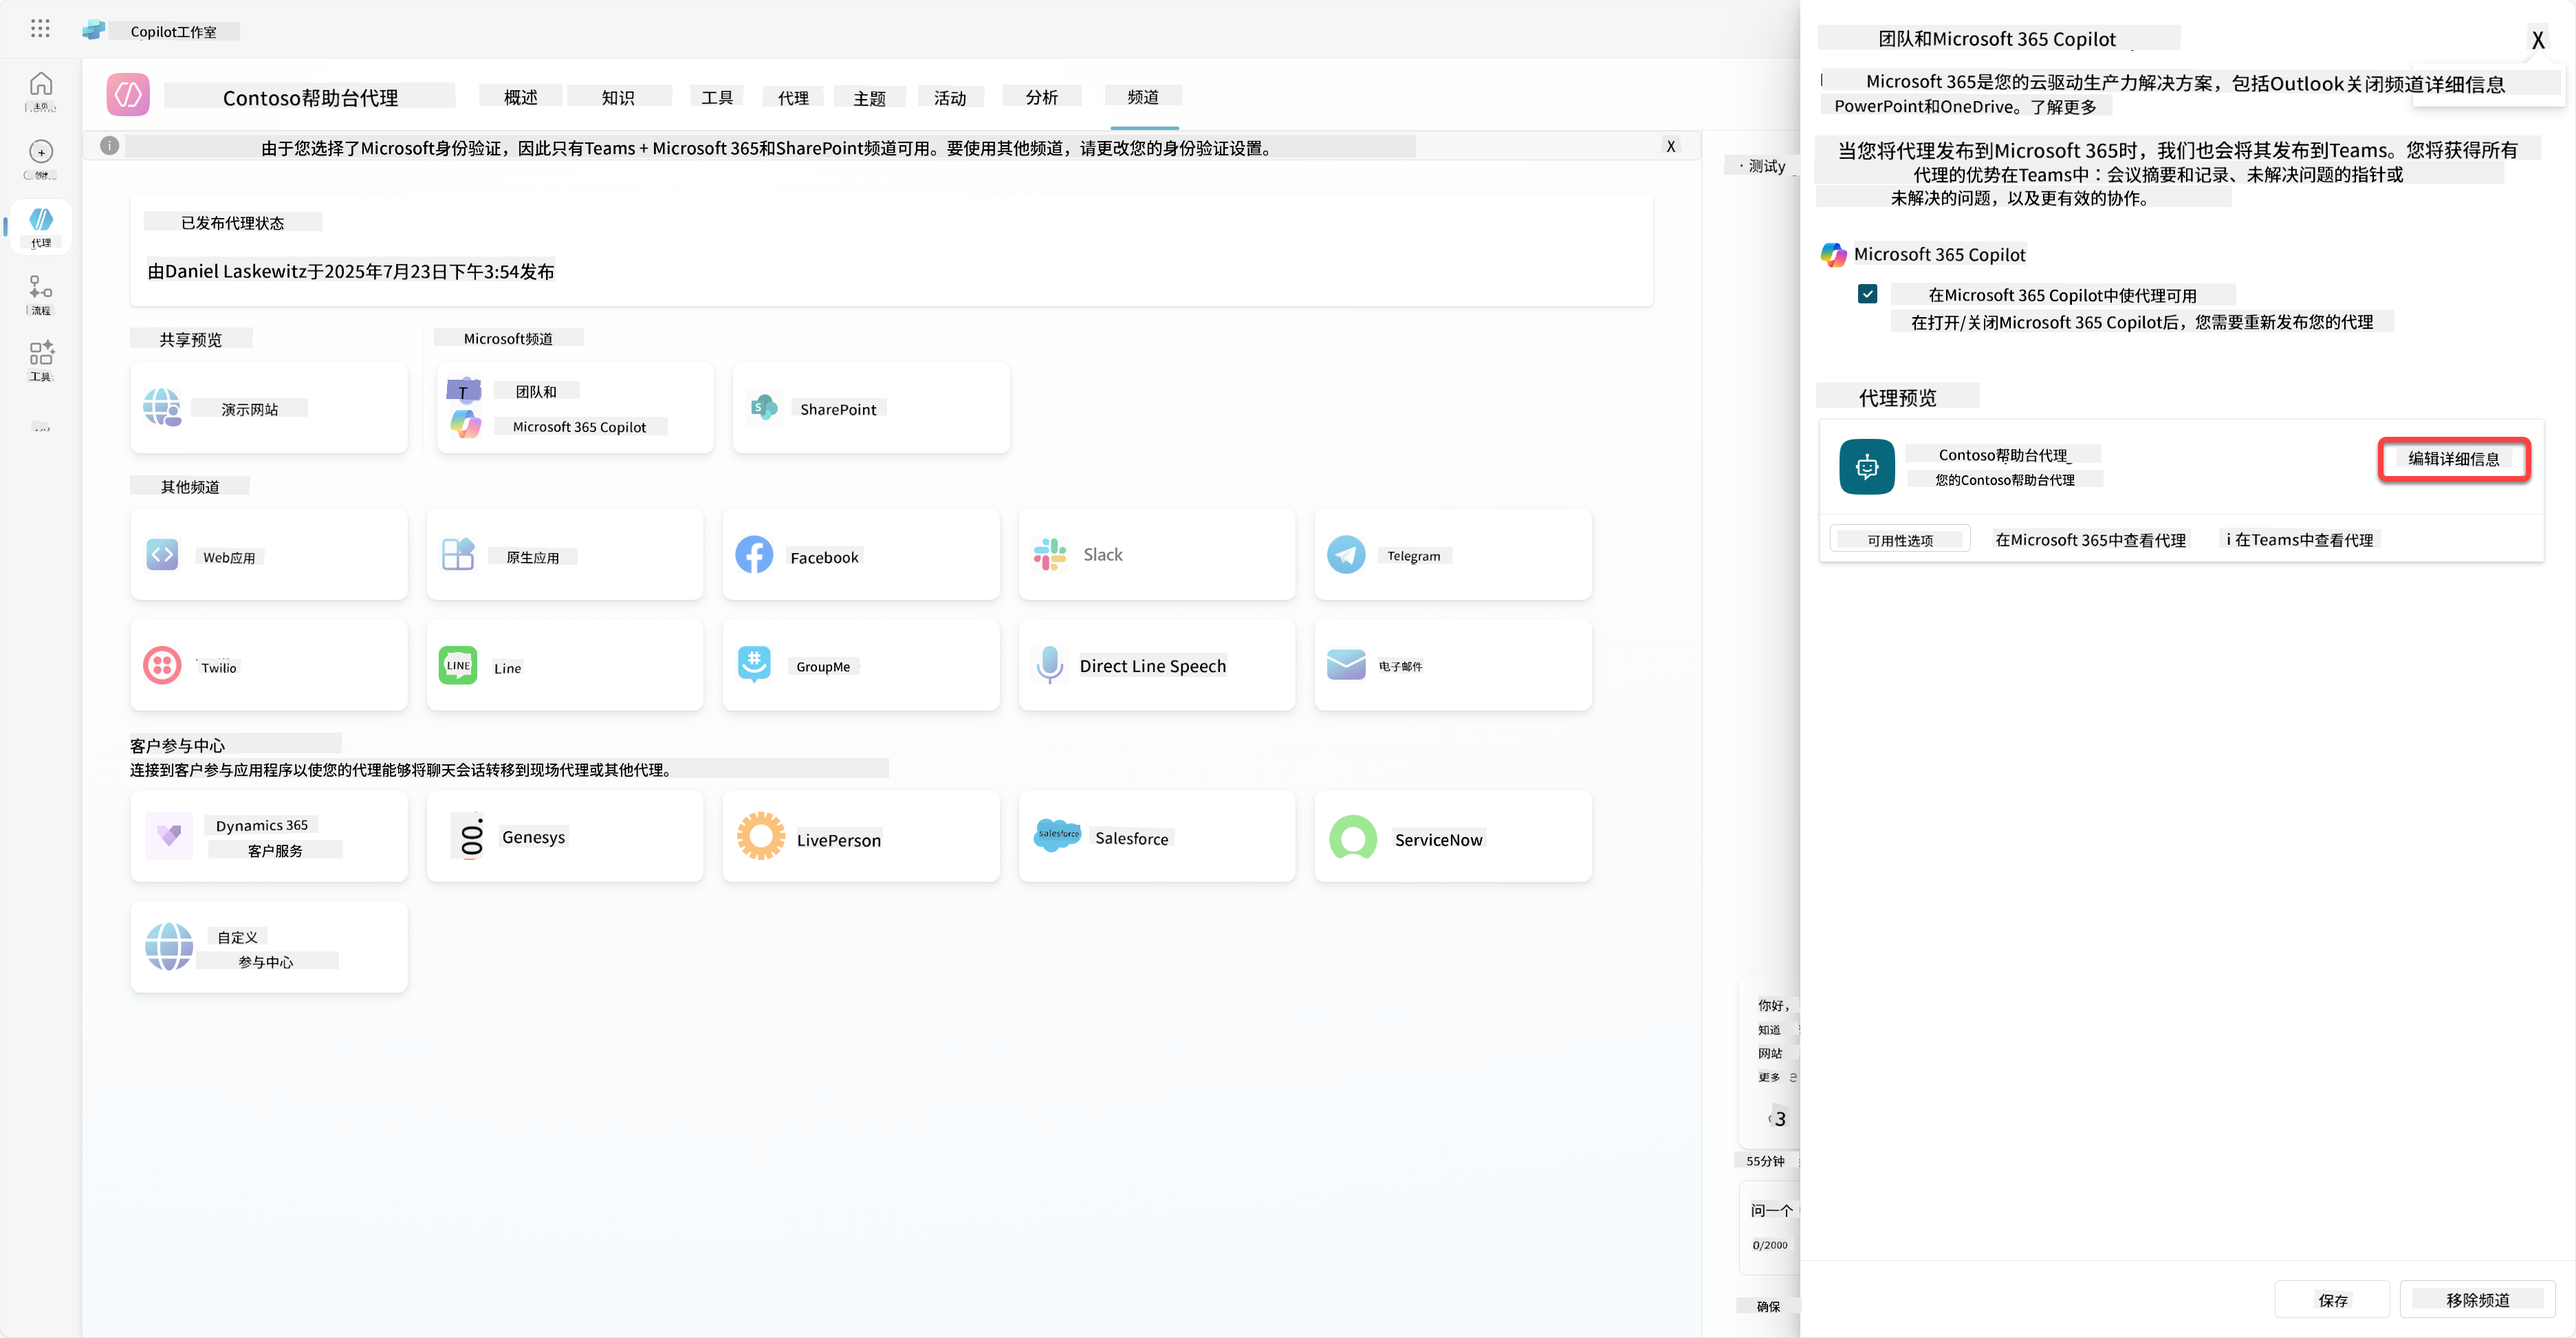 Copilot工作室
主页
创建
代理
流程
工具
Contoso帮助台代理
概述
知识
工具
代理
主题
活动
分析
频道
由于您选择了Microsoft身份验证，因此只有Teams + Microsoft 365和SharePoint频道可用。要使用其他频道，请更改您的身份验证设置。
X
已发布代理状态
由Daniel Laskewitz于2025年7月23日下午3:54发布
共享预览
Microsoft频道
演示网站
T
团队和
Microsoft 365 Copilot
S
SharePoint
其他频道
Web应用
原生应用
Facebook
Slack
Telegram
Twilio
LINE
Line
GroupMe
Direct Line Speech
电子邮件
客户参与中心
连接到客户参与应用程序以使您的代理能够将聊天会话转移到现场代理或其他代理。
Dynamics 365
客户服务
Genesys
LivePerson
salesforce
Salesforce
ServiceNow
自定义
参与中心
· 测试y
你好，
知道
网站
更多
3
55分钟
问一个
0/2000
确保
团队和Microsoft 365 Copilot
X
Microsoft 365是您的云驱动生产力解决方案，包括Outlook关闭频道详细信息
PowerPoint和OneDrive。了解更多
当您将代理发布到Microsoft 365时，我们也会将其发布到Teams。您将获得所有
代理的优势在Teams中：会议摘要和记录、未解决问题的指针或
未解决的问题，以及更有效的协作。
Microsoft 365 Copilot
在Microsoft 365 Copilot中使代理可用
在打开/关闭Microsoft 365 Copilot后，您需要重新发布您的代理
代理预览
Contoso帮助台代理
您的Contoso帮助台代理
编辑详细信息
可用性选项
在Microsoft 365中查看代理
i 在Teams中查看代理
保存
移除频道